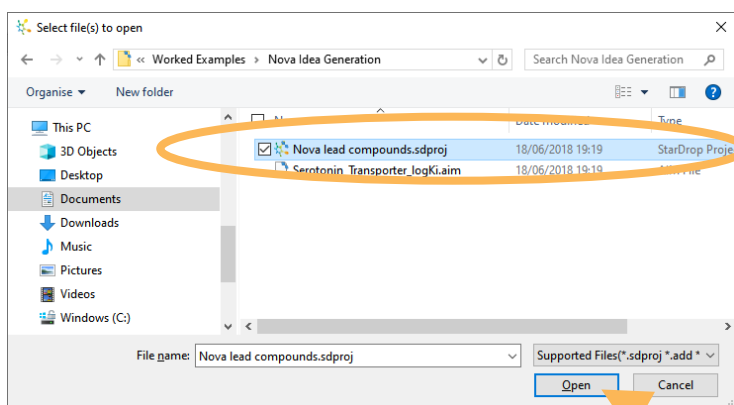 Select file(s) to open
« Worked Examples > Nova Idea Generation
Search Nova Idea Generation
Organise
New folder
Type
This PC
3D Objects
Desktop
Documents
Downloads
Music
Pictures
Videos
Windows (C:)
Nova lead compounds.sdproj 18/06/2018 19:19 StarDrop Proje
Serotonin_Transporter_logKi.aim 18/06/2018 19:19
File name: Nova lead compounds.sdproj
Supported Files(*.sdproj *.add *
Open
Cancel